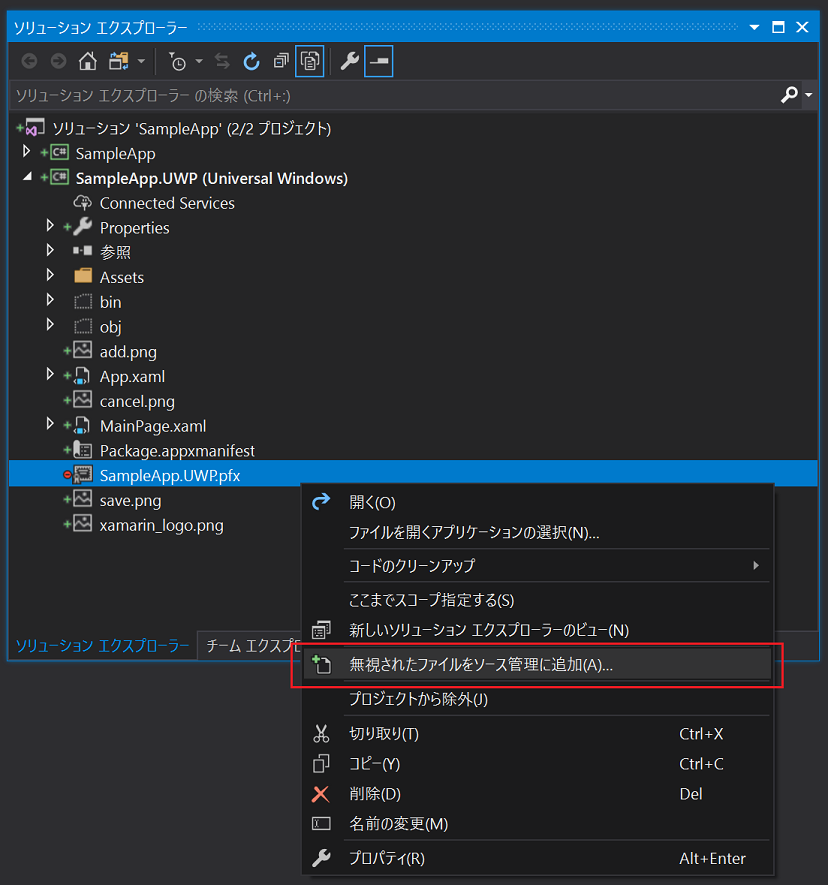 ソリューション エクスプローラー
ソリューション エクスプローラー の検索 (Ctrl+:)
ソリューション 'SampleApp' (2/2 プロジェクト)
C# SampleApp
C# SampleApp.UWP (Universal Windows)
Connected Services
Properties
参照
Assets
bin
obj
add.png
App.xaml
cancel.png
MainPage.xaml
Package.appxmanifest
SampleApp.UWP.pfx
save.png
xamarin_logo.png
ソリューション エクスプローラー チーム エクスプロ
開く(O)
ファイルを開くアプリケーションの選択(N)...
コードのクリーンアップ
ここまでスコープ指定する(S)
新しいソリューション エクスプローラーのビュー(N)
無視されたファイルをソース管理に追加(A)...
プロジェクトから除外(J)
切り取り(T) Ctrl+X
コピー(Y) Ctrl+C
削除(D) Del
名前の変更(M)
プロパティ(R) Alt+Enter